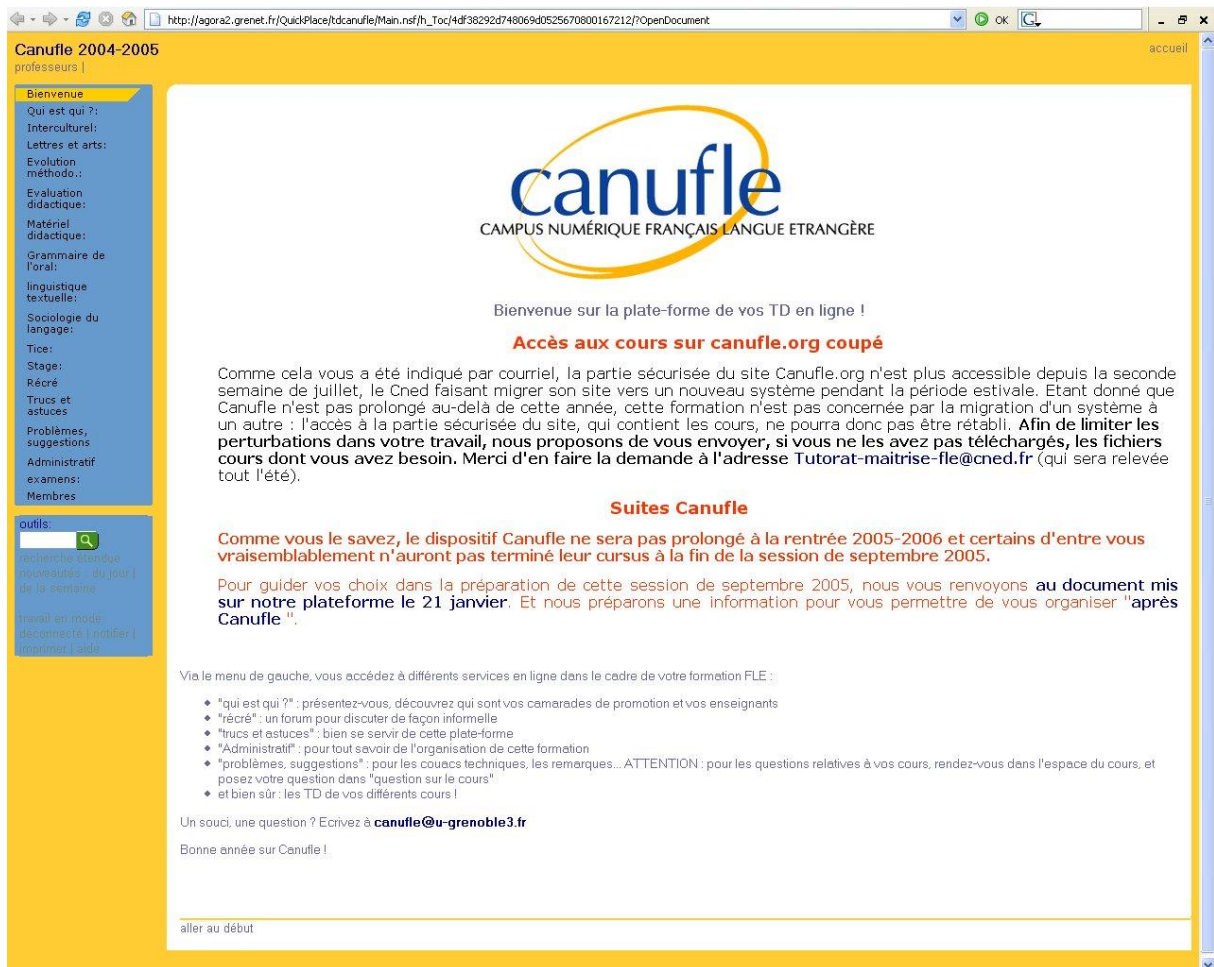 http://agora2.grenet.fr/QuickPlace/tdcanufle/Main.nsf/h_Toc/4df38292d748069d0525670800167212/?OpenDocument
OK
G
Canufle 2004-2005
accueil
professeurs |
Bienvenue
Qui est qui ?:
Interculturel:
Lettres et arts:
Evolution
méthodo.:
Evaluation
didactique:
Matériel
didactique:
Grammaire de
l'oral:
linguistique
textuelle:
Sociologie du
langage:
Tice:
Stage:
Récré
Trucs et
astuces
Problèmes,
suggestions
Administratif
examens:
Membres
outils:
recherche étendue
nouveautés : du jour |
de la semaine
travail en mode
déconnecté | notifier |
imprimer | aide
canufle
CAMPUS NUMÉRIQUE FRANÇAIS LANGUE ETRANGÈRE
Bienvenue sur la plate-forme de vos TD en ligne !
Accès aux cours sur canufle.org coupé
Comme cela vous a été indiqué par courriel, la partie sécurisée du site Canufle.org n'est plus accessible depuis la seconde
semaine de juillet, le Cned faisant migrer son site vers un nouveau système pendant la période estivale. Etant donné que
Canufle n'est pas prolongé au-delà de cette année, cette formation n'est pas concernée par la migration d'un système à
un autre : l'accès à la partie sécurisée du site, qui contient les cours, ne pourra donc pas être rétabli. Afin de limiter les
perturbations dans votre travail, nous proposons de vous envoyer, si vous ne les avez pas téléchargés, les fichiers
cours dont vous avez besoin. Merci d'en faire la demande à l'adresse Tutorat-maitrise-fle@cned.fr (qui sera relevée
tout l'été).
Suites Canufle
Comme vous le savez, le dispositif Canufle ne sera pas prolongé à la rentrée 2005-2006 et certains d'entre vous
vraisemblablement n'auront pas terminé leur cursus à la fin de la session de septembre 2005.
Pour guider vos choix dans la préparation de cette session de septembre 2005, nous vous renvoyons au document mis
sur notre plateforme le 21 janvier. Et nous préparons une information pour vous permettre de vous organiser "après
Canufle ".
Via le menu de gauche, vous accédez à différents services en ligne dans le cadre de votre formation FLE :
"qui est qui ?" : présentez-vous, découvrez qui sont vos camarades de promotion et vos enseignants
"récré" : un forum pour discuter de façon informelle
"trucs et astuces" : bien se servir de cette plate-forme
"Administratif" : pour tout savoir de l'organisation de cette formation
"problèmes, suggestions" : pour les couacs techniques, les remarques... ATTENTION : pour les questions relatives à vos cours, rendez-vous dans l'espace du cours, et
posez votre question dans "question sur le cours"
et bien sûr : les TD de vos différents cours !
Un souci, une question ? Ecrivez à canufle@u-grenoble3.fr
Bonne année sur Canufle !
aller au début